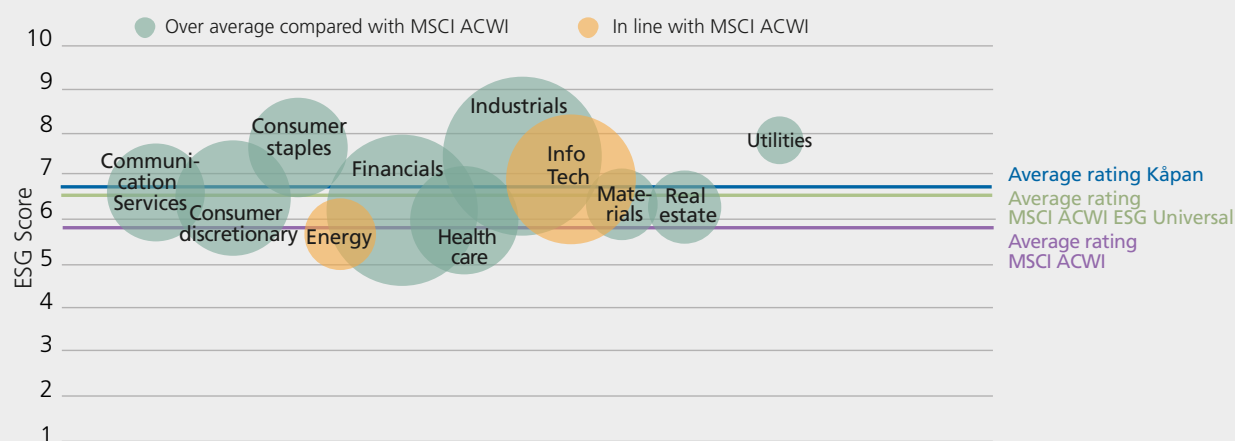 Over average compared with MSCI ACWI
In line with MSCI ACWI
10
9
8
7
6
5
4
3
2
1
ESG Score
Communi-
cation
Services
Consumer
discretionary
Consumer
staples
Energy
Financials
Health
care
Industrials
Info
Tech
Mate-
rials
Real
estate
Utilities
Average rating Kåpan
Average rating
MSCI ACWI ESG Universal
Average rating
MSCI ACWI